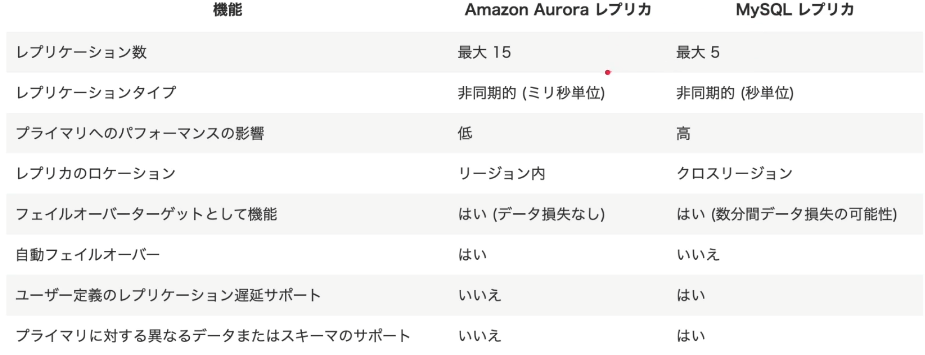 機能 Amazon Aurora レプリカ MySQL レプリカ
レプリケーション数 最大 15 最大 5
レプリケーションタイプ 非同期的 (ミリ秒単位) 非同期的 (秒単位)
プライマリへのパフォーマンスの影響 低 高
レプリカのロケーション リージョン内 クロスリージョン
フェイルオーバーターゲットとして機能 はい (データ損失なし) はい (数分間データ損失の可能性)
自動フェイルオーバー はい いいえ
ユーザー定義のレプリケーション遅延サポート いいえ はい
プライマリに対する異なるデータまたはスキーマのサポート いいえ はい